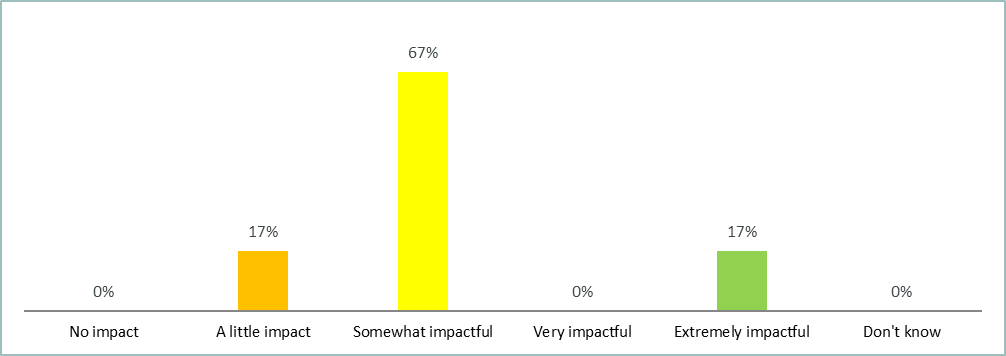 67%
17%
17%
0%
0%
0%
No impact
A little impact
Somewhat impactful
Very impactful
Extremely impactful
Don't know